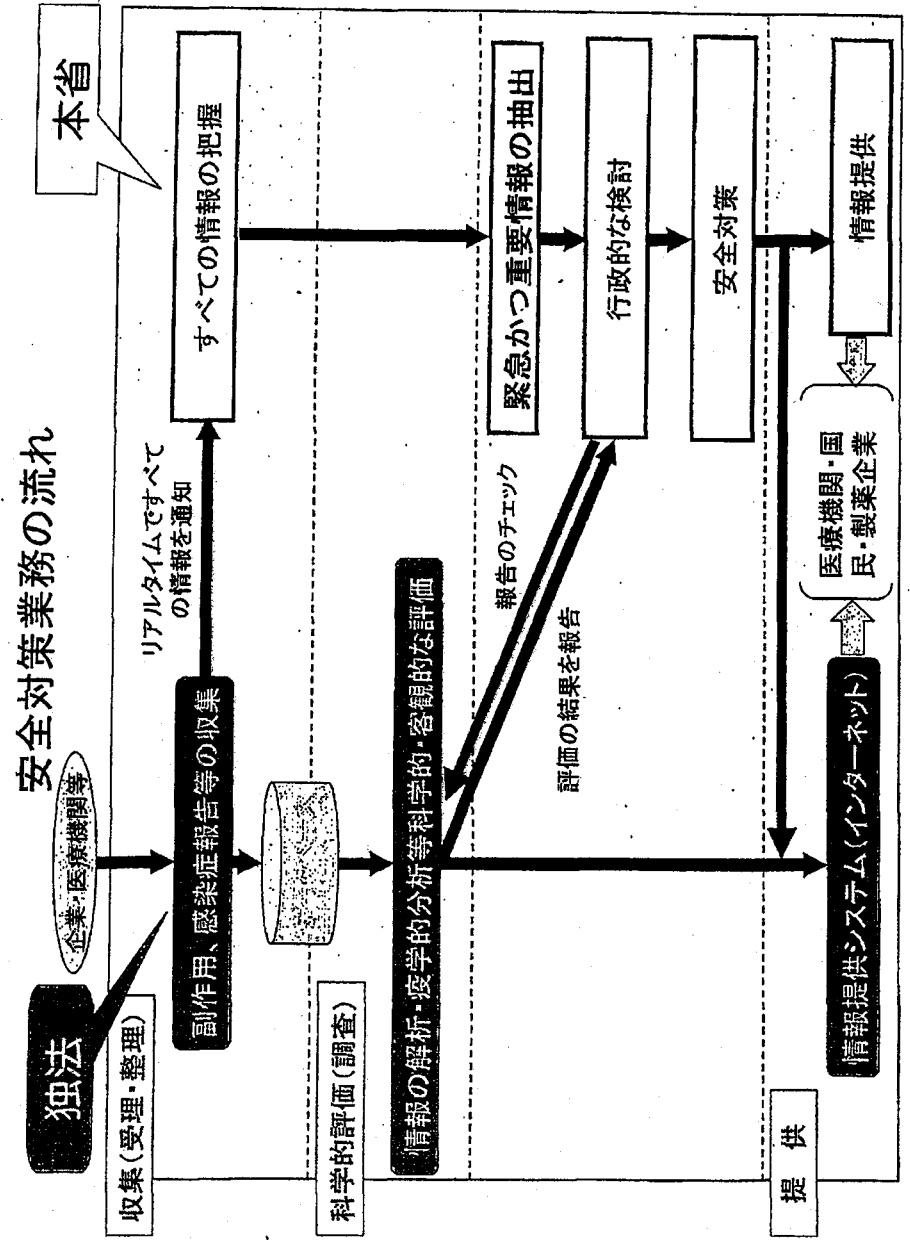 安全対策業務の流れ
独法
企業・医療機関等
本省
収集(受理・整理)
副作用、感染症報告等の収集
リアルタイムですべて
の情報を通知
すべての情報の把握
科学的評価(調査)
情報の解析・疫学的分析等科学的・客観的な評価
報告のチェック
評価の結果を報告
緊急かつ重要情報の抽出
行政的な検討
安全対策
提 供
情報提供システム(インターネット)
医療機関・国
民・製薬企業
情報提供